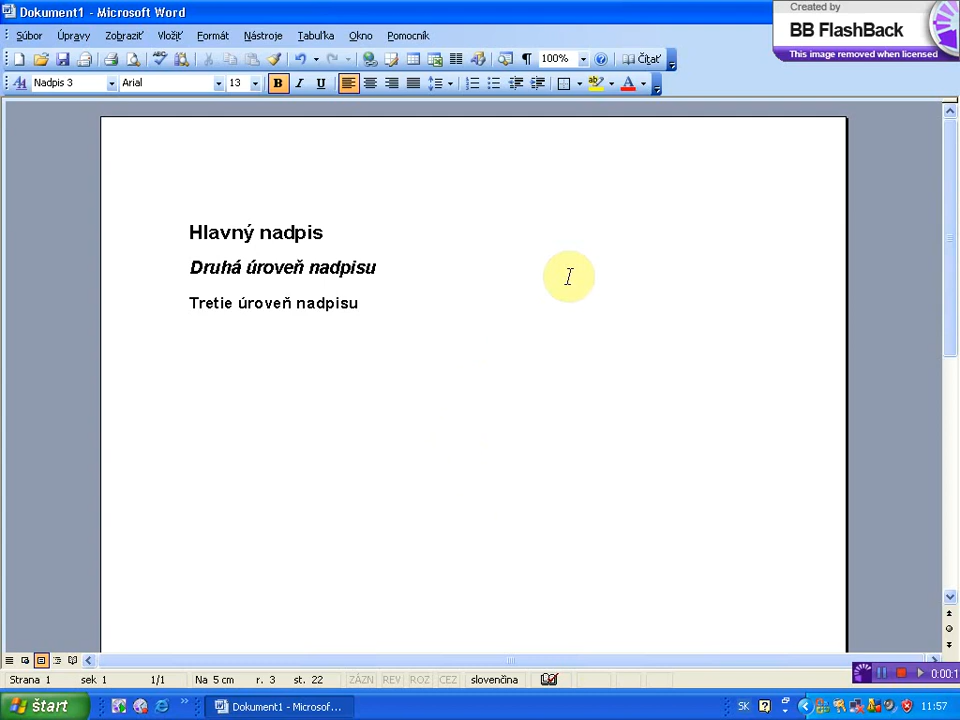 Dokument1 - Microsoft Word
Created by
BB FlashBack
This image removed when licensed
Súbor Úpravy Zobraziť Vložiť Formát Nástroje Tabuľka Okno Pomocník
100% Čítať
Nadpis 3 Arial 13 B I U
Hlavný nadpis
Druhá úroveň nadpisu
Tretie úroveň nadpisu
Strana 1 sek 1 1/1 Na 5 cm r. 3 st. 22 ZÁZN REV ROZ CEZ slovenčina
0:00:1
štart Dokument1 - Microsof... SK 11:57